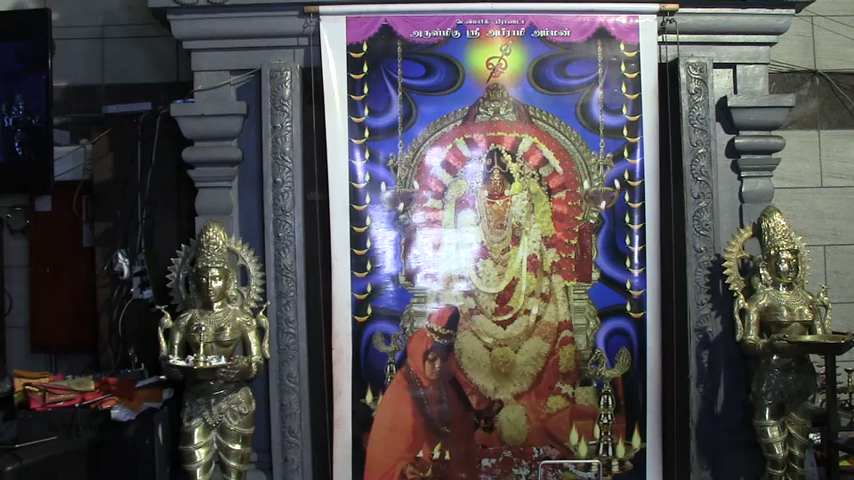 டென்மார்க் பிராண்டா
அருள்மிகு ஸ்ரீ அபிராமி அம்மன்